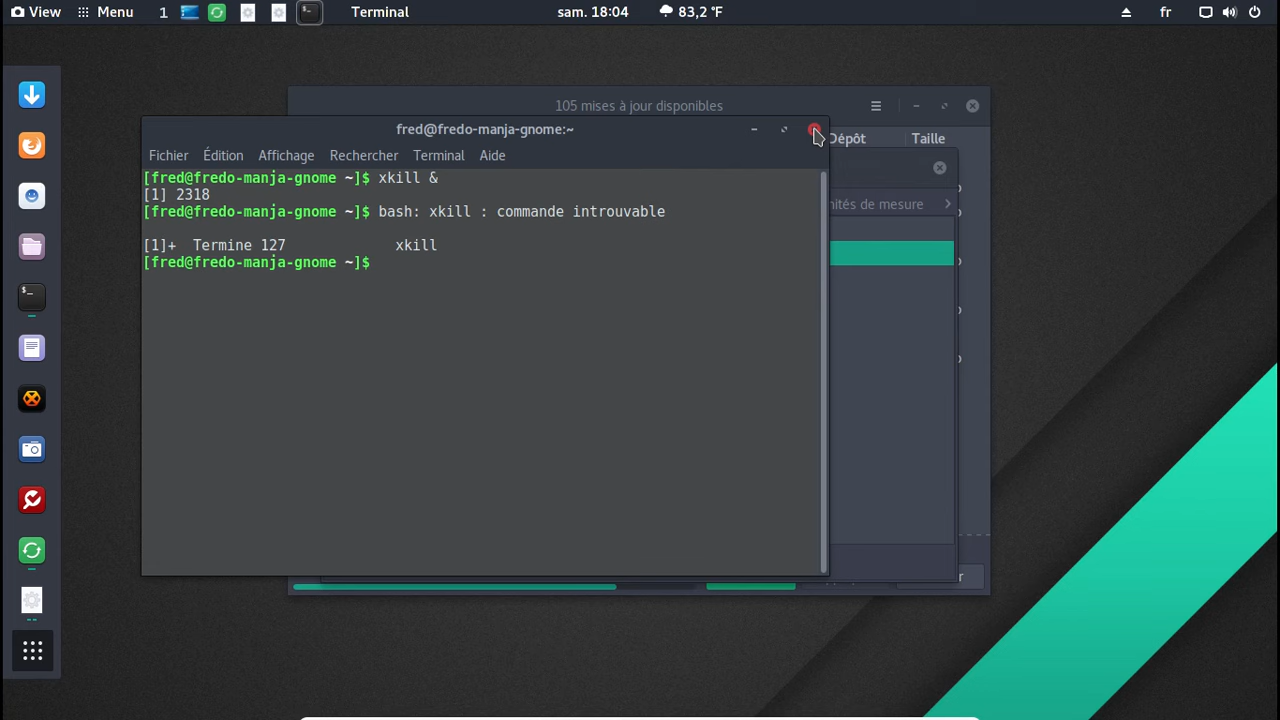 View Menu 1 Terminal sam. 18:04 83,2 °F fr
105 mises à jour disponibles
fred@fredo-manja-gnome:~
Dépôt Taille
Fichier Édition Affichage Rechercher Terminal Aide
[fred@fredo-manja-gnome ~]$ xkill &
[1] 2318
[fred@fredo-manja-gnome ~]$ bash: xkill : commande introuvable
nités de mesure
[1]+ Termine 127 xkill
[fred@fredo-manja-gnome ~]$